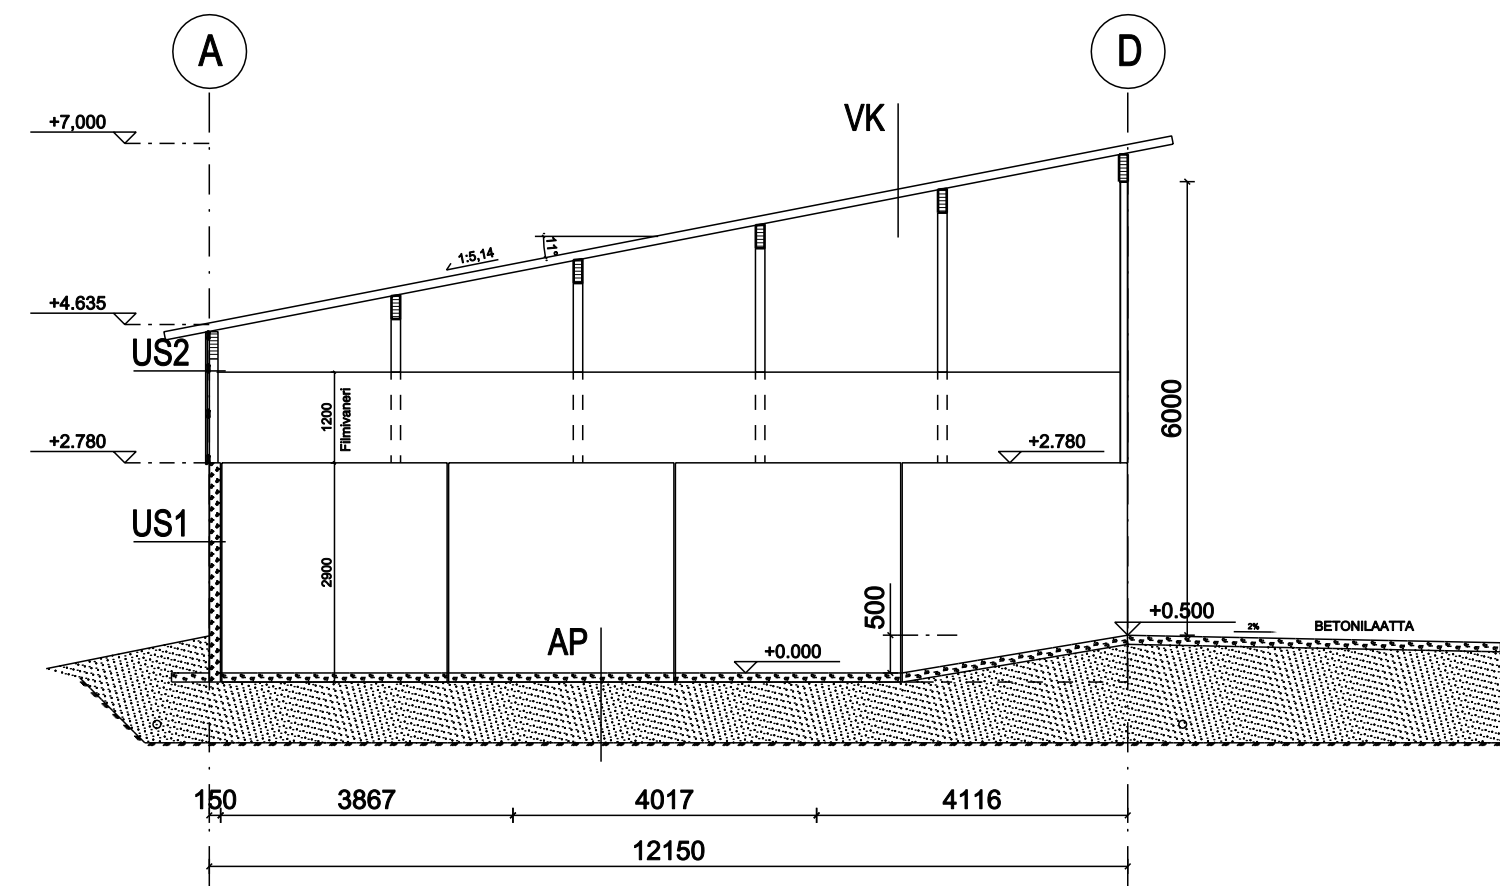 A
D
+7,000
VK
1:5,14
11°
+4.635
US2
1200
Filmivaneri
6000
+2.780
+2.780
US1
2900
500
+0.500
2%
BETONILAATTA
AP
+0.000
150
3867
4017
4116
12150